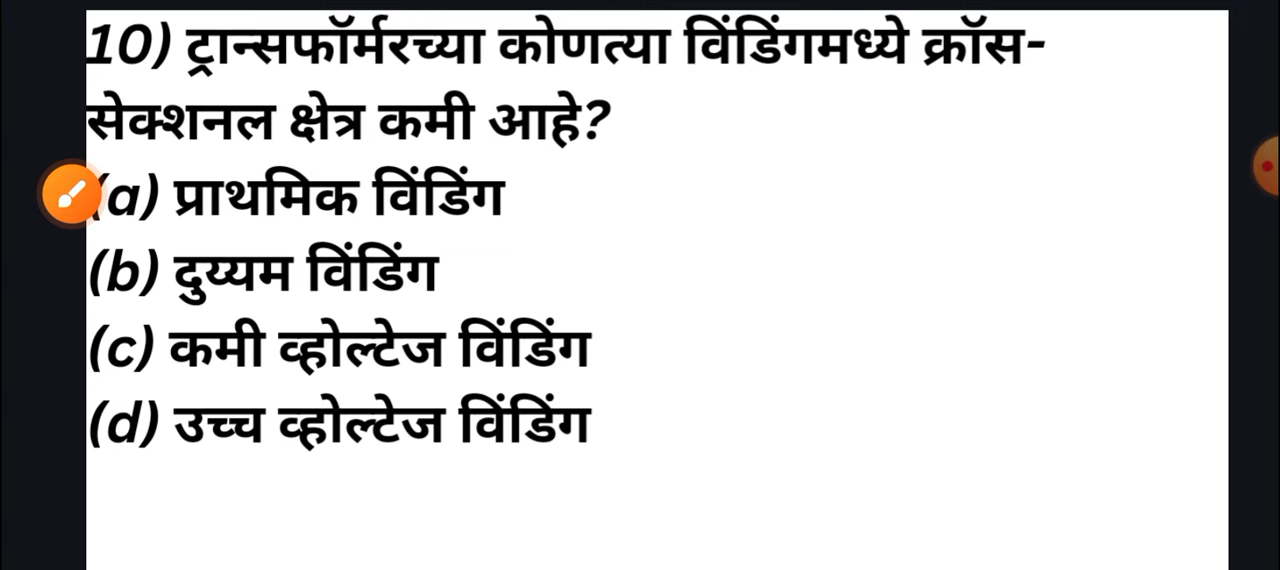 10) ट्रान्सफॉर्मरच्या कोणत्या विंडिंगमध्ये क्रॉस-
सेक्शनल क्षेत्र कमी आहे?
(a) प्राथमिक विंडिंग
(b) दुय्यम विंडिंग
(c) कमी व्होल्टेज विंडिंग
(d) उच्च व्होल्टेज विंडिंग